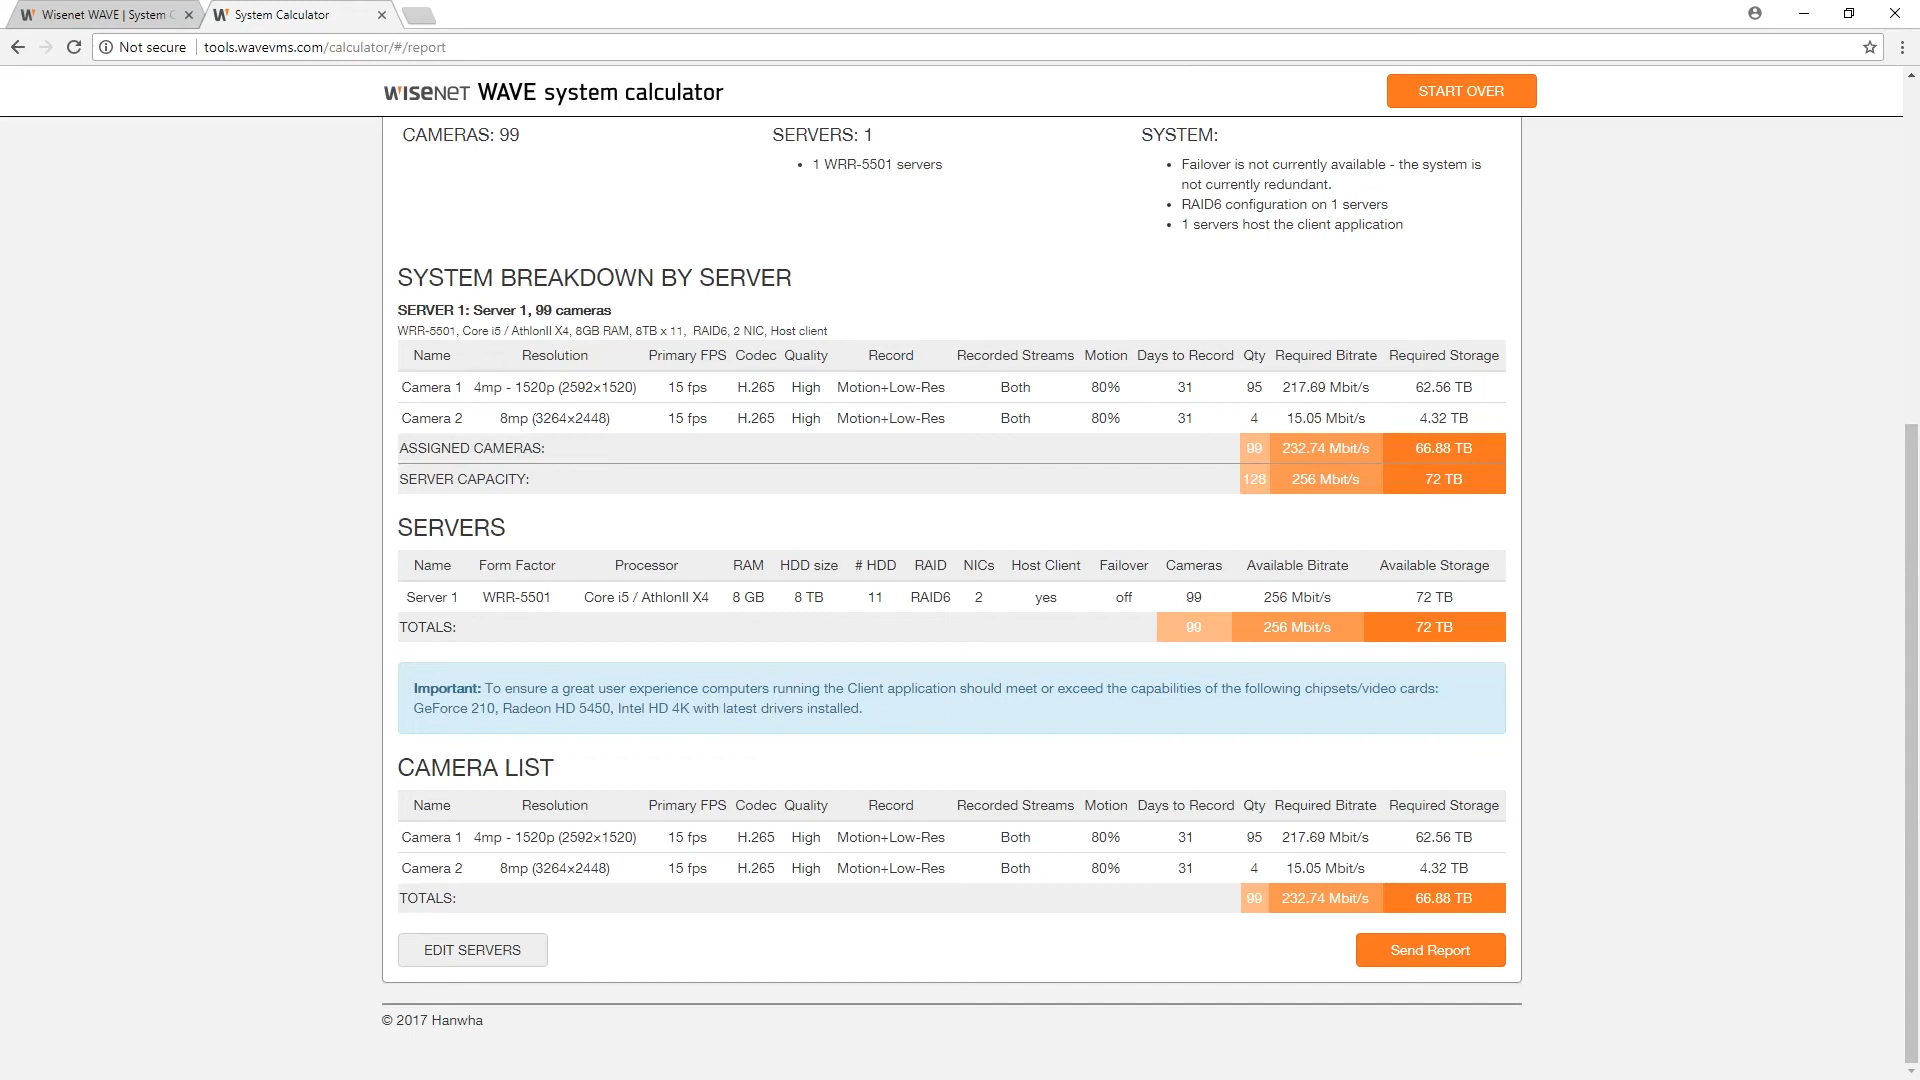 Wisenet WAVE | System C
System Calculator
Not secure
tools.wavevms.com/calculator/#/report
WISENET WAVE system calculator
START OVER
CAMERAS: 99
SERVERS: 1
1 WRR-5501 servers
SYSTEM:
Failover is not currently available - the system is
not currently redundant.
RAID6 configuration on 1 servers
1 servers host the client application
SYSTEM BREAKDOWN BY SERVER
SERVER 1: Server 1, 99 cameras
WRR-5501, Core i5 / AthlonII X4, 8GB RAM, 8TB x 11, RAID6, 2 NIC, Host client
Name Resolution Primary FPS Codec Quality Record Recorded Streams Motion Days to Record Qty Required Bitrate Required Storage
Camera 1 4mp - 1520p (2592×1520) 15 fps H.265 High Motion+Low-Res Both 80% 31 95 217.69 Mbit/s 62.56 TB
Camera 2 8mp (3264×2448) 15 fps H.265 High Motion+Low-Res Both 80% 31 4 15.05 Mbit/s 4.32 TB
ASSIGNED CAMERAS: 99 232.74 Mbit/s 66.88 TB
SERVER CAPACITY: 128 256 Mbit/s 72 TB
SERVERS
Name Form Factor Processor RAM HDD size # HDD RAID NICs Host Client Failover Cameras Available Bitrate Available Storage
Server 1 WRR-5501 Core i5 / AthlonII X4 8 GB 8 TB 11 RAID6 2 yes off 99 256 Mbit/s 72 TB
TOTALS: 99 256 Mbit/s 72 TB
Important: To ensure a great user experience computers running the Client application should meet or exceed the capabilities of the following chipsets/video cards:
GeForce 210, Radeon HD 5450, Intel HD 4K with latest drivers installed.
CAMERA LIST
Name Resolution Primary FPS Codec Quality Record Recorded Streams Motion Days to Record Qty Required Bitrate Required Storage
Camera 1 4mp - 1520p (2592×1520) 15 fps H.265 High Motion+Low-Res Both 80% 31 95 217.69 Mbit/s 62.56 TB
Camera 2 8mp (3264×2448) 15 fps H.265 High Motion+Low-Res Both 80% 31 4 15.05 Mbit/s 4.32 TB
TOTALS: 99 232.74 Mbit/s 66.88 TB
EDIT SERVERS
Send Report
© 2017 Hanwha